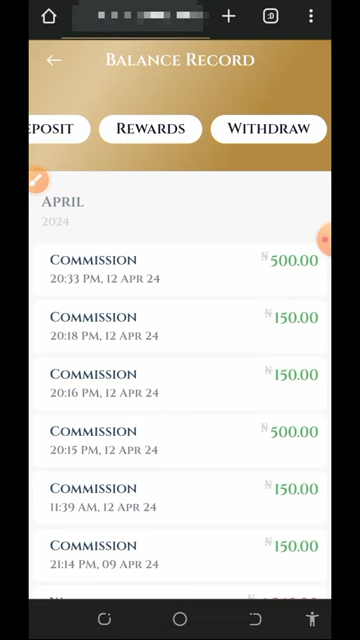 :D
Balance Record
EPOSIT
Rewards
Withdraw
April
2024
Commission
₦500.00
20:33 PM, 12 Apr 24
Commission
₦150.00
20:18 PM, 12 Apr 24
Commission
₦150.00
20:16 PM, 12 Apr 24
Commission
₦500.00
20:15 PM, 12 Apr 24
Commission
₦150.00
11:39 AM, 12 Apr 24
Commission
₦150.00
21:14 PM, 09 Apr 24